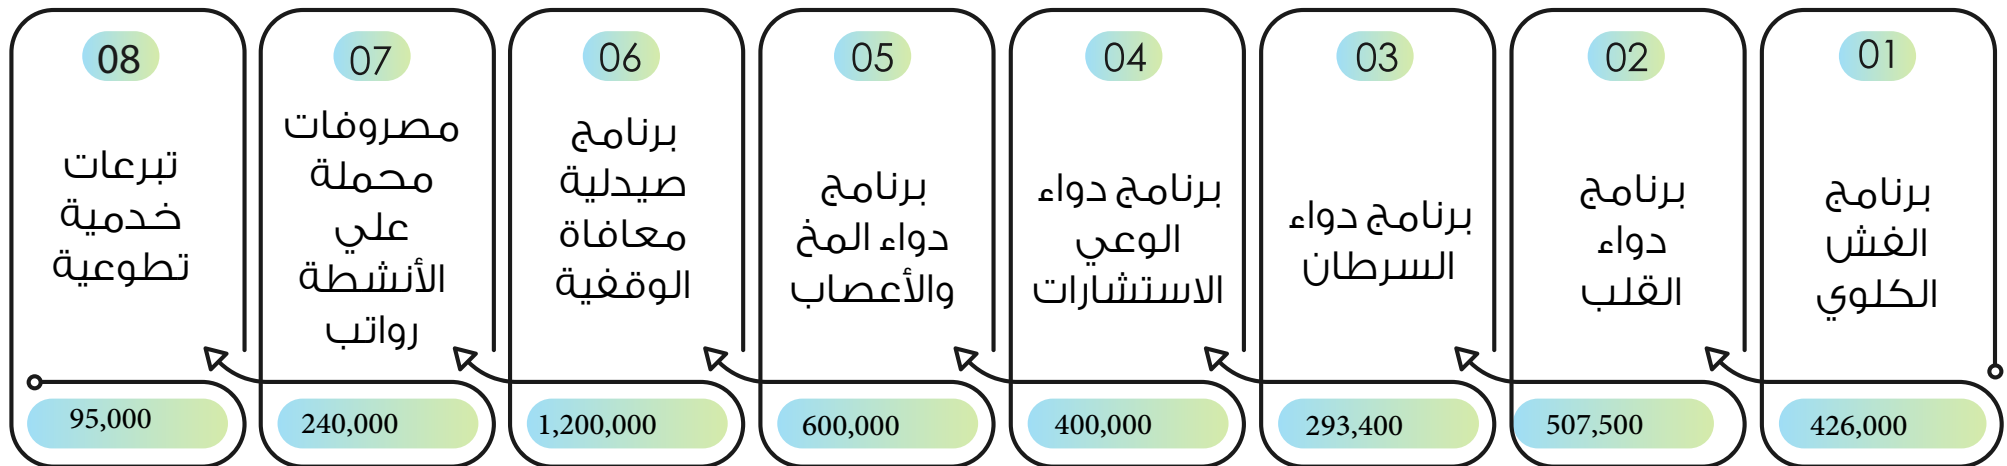 01
برنامج
الفش
الكلوي
426,000
02
برنامج
دواء
القلب
507,500
03
برنامج دواء
السرطان
293,400
04
برنامج دواء
الوعي
الاستشارات
400,000
05
برنامج
دواء المخ
والأعصاب
600,000
06
برنامج
صيدلية
معافاة
الوقفية
1,200,000
07
مصروفات
محملة
علي
الأنشطة
رواتب
240,000
08
تبرعات
خدمية
تطوعية
95,000